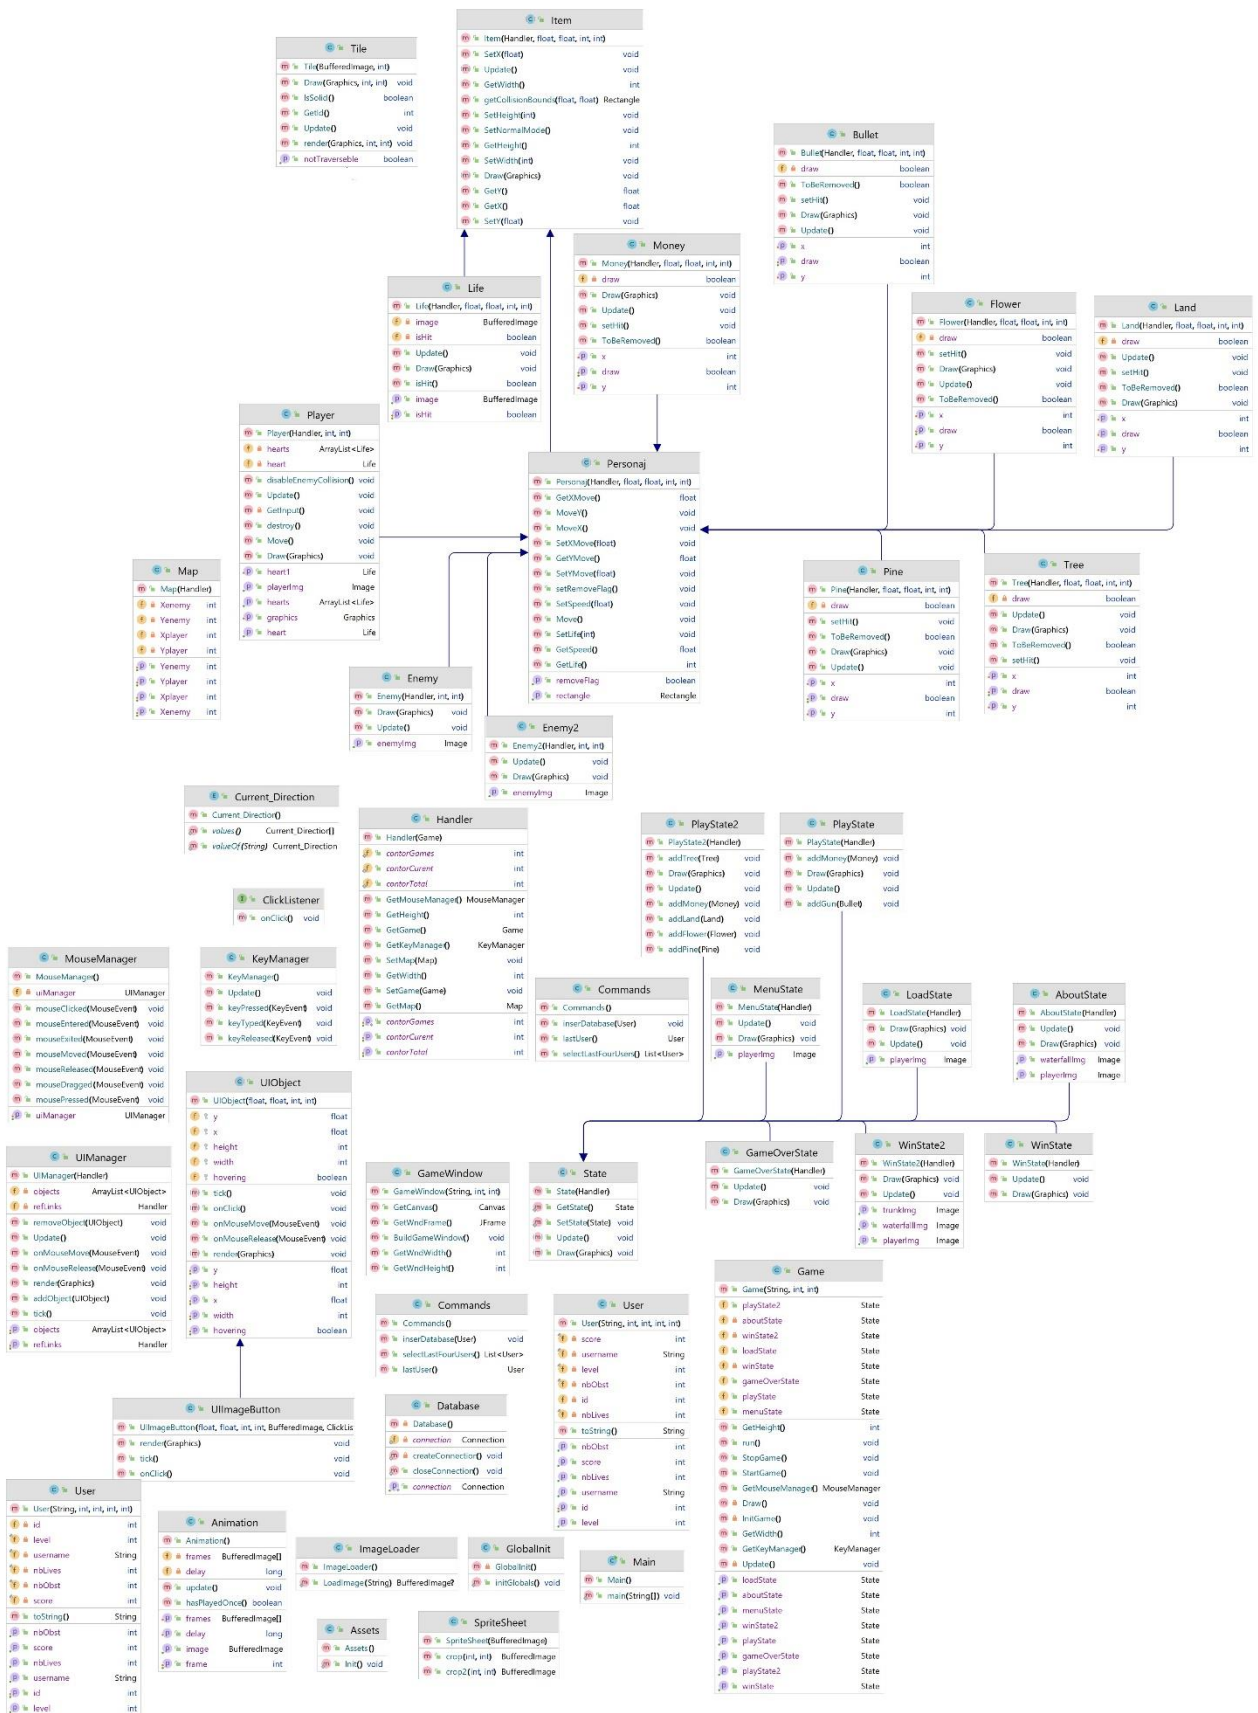 Item
Item(Handler, float, float, int, int)
SetX(float) void
Update() void
GetWidth() int
getCollisionBounds(float, float) Rectangle
SetHeight(int) void
SetNormalMode() void
GetHeight() int
SetWidth(int) void
Draw(Graphics) void
GetY() float
GetX() float
SetY(float) void
Tile
Tile(BufferedImage, int)
Draw(Graphics, int, int) void
IsSolid() boolean
GetId() int
Update() void
render(Graphics, int, int) void
notTraverseble boolean
Bullet
Bullet(Handler, float, float, int, int)
draw boolean
ToBeRemoved() boolean
setHit() void
Draw(Graphics) void
Update() void
x int
draw boolean
y int
Money
Money(Handler, float, float, int, int)
draw boolean
Draw(Graphics) void
Update() void
setHit() void
ToBeRemoved() boolean
x int
draw boolean
y int
Life
Life(Handler, float, float, int, int)
image BufferedImage
isHit boolean
Update() void
Draw(Graphics) void
isHit() boolean
image BufferedImage
isHit boolean
Flower
Flower(Handler, float, float, int, int)
draw boolean
setHit() void
Draw(Graphics) void
Update() void
ToBeRemoved() boolean
x int
draw boolean
y int
Land
Land(Handler, float, float, int, int)
draw boolean
Update() void
setHit() void
ToBeRemoved() boolean
Draw(Graphics) void
x int
draw boolean
y int
Player
Player(Handler, int, int)
hearts ArrayList<Life>
heart Life
disableEnemyCollision() void
Update() void
GetInput() void
destroy() void
Move() void
Draw(Graphics) void
heart1 Life
playerImg Image
hearts ArrayList<Life>
graphics Graphics
heart Life
Personaj
Personaj(Handler, float, float, int, int)
GetXMove() float
MoveY() void
MoveX() void
SetXMove(float) void
GetYMove() float
SetYMove(float) void
setRemoveFlag() void
SetSpeed(float) void
Move() void
SetLife(int) void
GetSpeed() float
GetLife() int
removeFlag boolean
rectangle Rectangle
Map
Map(Handler)
Xenemy int
Yenemy int
Xplayer int
Yplayer int
Yenemy int
Yplayer int
Xplayer int
Xenemy int
Pine
Pine(Handler, float, float, int, int)
draw boolean
setHit() void
ToBeRemoved() boolean
Draw(Graphics) void
Update() void
x int
draw boolean
y int
Tree
Tree(Handler, float, float, int, int)
draw boolean
Update() void
Draw(Graphics) void
ToBeRemoved() boolean
setHit() void
x int
draw boolean
y int
Enemy
Enemy(Handler, int, int)
Draw(Graphics) void
Update() void
enemyImg Image
Enemy2
Enemy2(Handler, int, int)
Update() void
Draw(Graphics) void
enemyImg Image
Current_Direction
Current_Direction()
values() Current_Direction[]
valueOf(String) Current_Direction
Handler
Handler(Game)
contorGames int
contorCurent int
contorTotal int
GetMouseManager() MouseManager
GetHeight() int
GetGame() Game
GetKeyManager() KeyManager
SetMap(Map) void
GetWidth() int
SetGame(Game) void
GetMap() Map
contorGames int
contorCurent int
contorTotal int
PlayState2
PlayState2(Handler)
addTree(Tree) void
Draw(Graphics) void
Update() void
addMoney(Money) void
addLand(Land) void
addFlower(Flower) void
addPine(Pine) void
PlayState
PlayState(Handler)
addMoney(Money) void
Draw(Graphics) void
Update() void
addGun(Bullet) void
ClickListener
onClick() void
MouseManager
MouseManager()
uiManager UIManager
mouseClicked(MouseEvent) void
mouseEntered(MouseEvent) void
mouseExited(MouseEvent) void
mouseMoved(MouseEvent) void
mouseReleased(MouseEvent) void
mouseDragged(MouseEvent) void
mousePressed(MouseEvent) void
uiManager UIManager
KeyManager
KeyManager()
Update() void
keyPressed(KeyEvent) void
keyTyped(KeyEvent) void
keyReleased(KeyEvent) void
Commands
Commands()
inserDatabase(User) void
lastUser() User
selectLastFourUsers() List<User>
MenuState
MenuState(Handler)
Update() void
Draw(Graphics) void
playerImg Image
LoadState
LoadState(Handler)
Draw(Graphics) void
Update() void
playerImg Image
AboutState
AboutState(Handler)
Update() void
Draw(Graphics) void
waterfallImg Image
playerImg Image
UIObject
UIObject(float, float, int, int)
y float
x float
height int
width int
hovering boolean
tick() void
onClick() void
onMouseMove(MouseEvent) void
onMouseRelease(MouseEvent) void
render(Graphics) void
y float
height int
x float
width int
hovering boolean
UIManager
UIManager(Handler)
objects ArrayList<UIObject>
refLinks Handler
removeObject(UIObject) void
Update() void
onMouseMove(MouseEvent) void
onMouseRelease(MouseEvent) void
render(Graphics) void
addObject(UIObject) void
tick() void
objects ArrayList<UIObject>
refLinks Handler
GameWindow
GameWindow(String, int, int)
GetCanvas() Canvas
GetWndFrame() JFrame
BuildGameWindow() void
GetWndWidth() int
GetWndHeight() int
State
State(Handler)
GetState() State
SetState(State) void
Update() void
Draw(Graphics) void
GameOverState
GameOverState(Handler)
Update() void
Draw(Graphics) void
WinState2
WinState2(Handler)
Draw(Graphics) void
Update() void
trunkImg Image
waterfallImg Image
playerImg Image
WinState
WinState(Handler)
Update() void
Draw(Graphics) void
Game
Game(String, int, int)
playState2 State
aboutState State
winState2 State
loadState State
winState State
gameOverState State
playState State
menuState State
GetHeight() int
run() void
StopGame() void
StartGame() void
GetMouseManager() MouseManager
Draw() void
InitGame() void
GetWidth() int
GetKeyManager() KeyManager
Update() void
loadState State
aboutState State
menuState State
winState2 State
playState State
gameOverState State
playState2 State
winState State
Commands
Commands()
inserDatabase(User) void
selectLastFourUsers() List<User>
lastUser() User
User
User(String, int, int, int, int)
score int
username String
level int
nbObst int
id int
nbLives int
toString() String
nbObst int
score int
nbLives int
username String
id int
level int
Database
Database()
connection Connection
createConnection() void
closeConnection() void
connection Connection
UIImageButton
UIImageButton(float, float, int, int, BufferedImage, ClickLis
render(Graphics) void
tick() void
onClick() void
User
User(String, int, int, int, int)
id int
level int
username String
nbLives int
nbObst int
score int
toString() String
nbObst int
score int
nbLives int
username String
id int
level int
Animation
Animation()
frames BufferedImage[]
delay long
update() void
hasPlayedOnce() boolean
frames BufferedImage[]
delay long
image BufferedImage
frame int
ImageLoader
ImageLoader()
LoadImage(String) BufferedImage?
GlobalInit
GlobalInit()
initGlobals() void
Main
Main()
main(String[]) void
Assets
Assets()
Init() void
SpriteSheet
SpriteSheet(BufferedImage)
crop(int, int) BufferedImage
crop2(int, int) BufferedImage